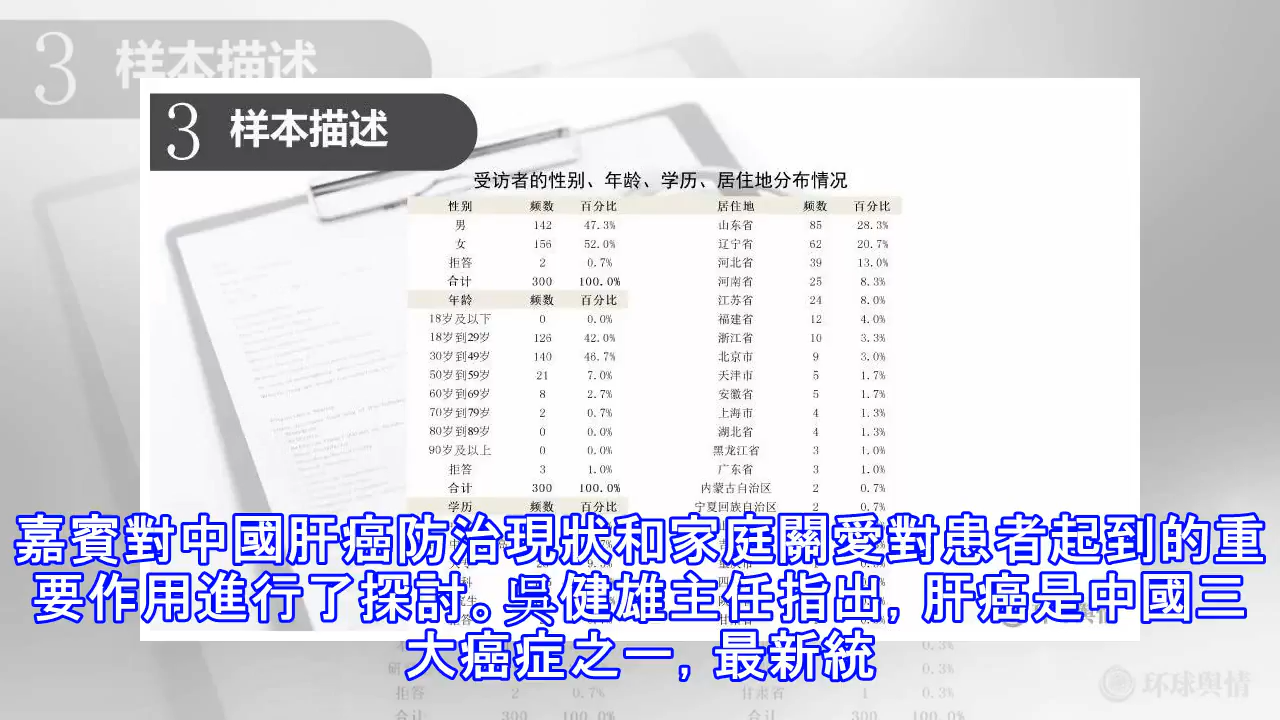 3 样本描述
3 样本描述
受访者的性别、年龄、学历、居住地分布情况
性别 频数 百分比 居住地 频数 百分比
男 142 47.3% 山东省 85 28.3%
女 156 52.0% 辽宁省 62 20.7%
拒答 2 0.7% 河北省 39 13.0%
合计 300 100.0% 河南省 25 8.3%
年龄 频数 百分比 江苏省 24 8.0%
18岁及以下 0 0.0% 福建省 12 4.0%
18岁到29岁 126 42.0% 浙江省 10 3.3%
30岁到49岁 140 46.7% 北京市 9 3.0%
50岁到59岁 21 7.0% 天津市 5 1.7%
60岁到69岁 8 2.7% 安徽省 5 1.7%
70岁到79岁 2 0.7% 上海市 4 1.3%
80岁到89岁 0 0.0% 湖北省 4 1.3%
90岁及以上 0 0.0% 黑龙江省 3 1.0%
拒答 3 1.0% 广东省 3 1.0%
合计 300 100.0% 内蒙古自治区 2 0.7%
学历 频数 百分比 宁夏回族自治区 2 0.7%
嘉賓對中國肝癌防治現狀和家庭關愛對患者起到的重
要作用進行了探討。吳健雄主任指出,肝癌是中國三
大癌症之一,最新統
0.3%
0.3%
拒答 2 0.7% 甘肃省 1 0.3%
合计 300 100.0% 合计 300 100.0%
环球舆情